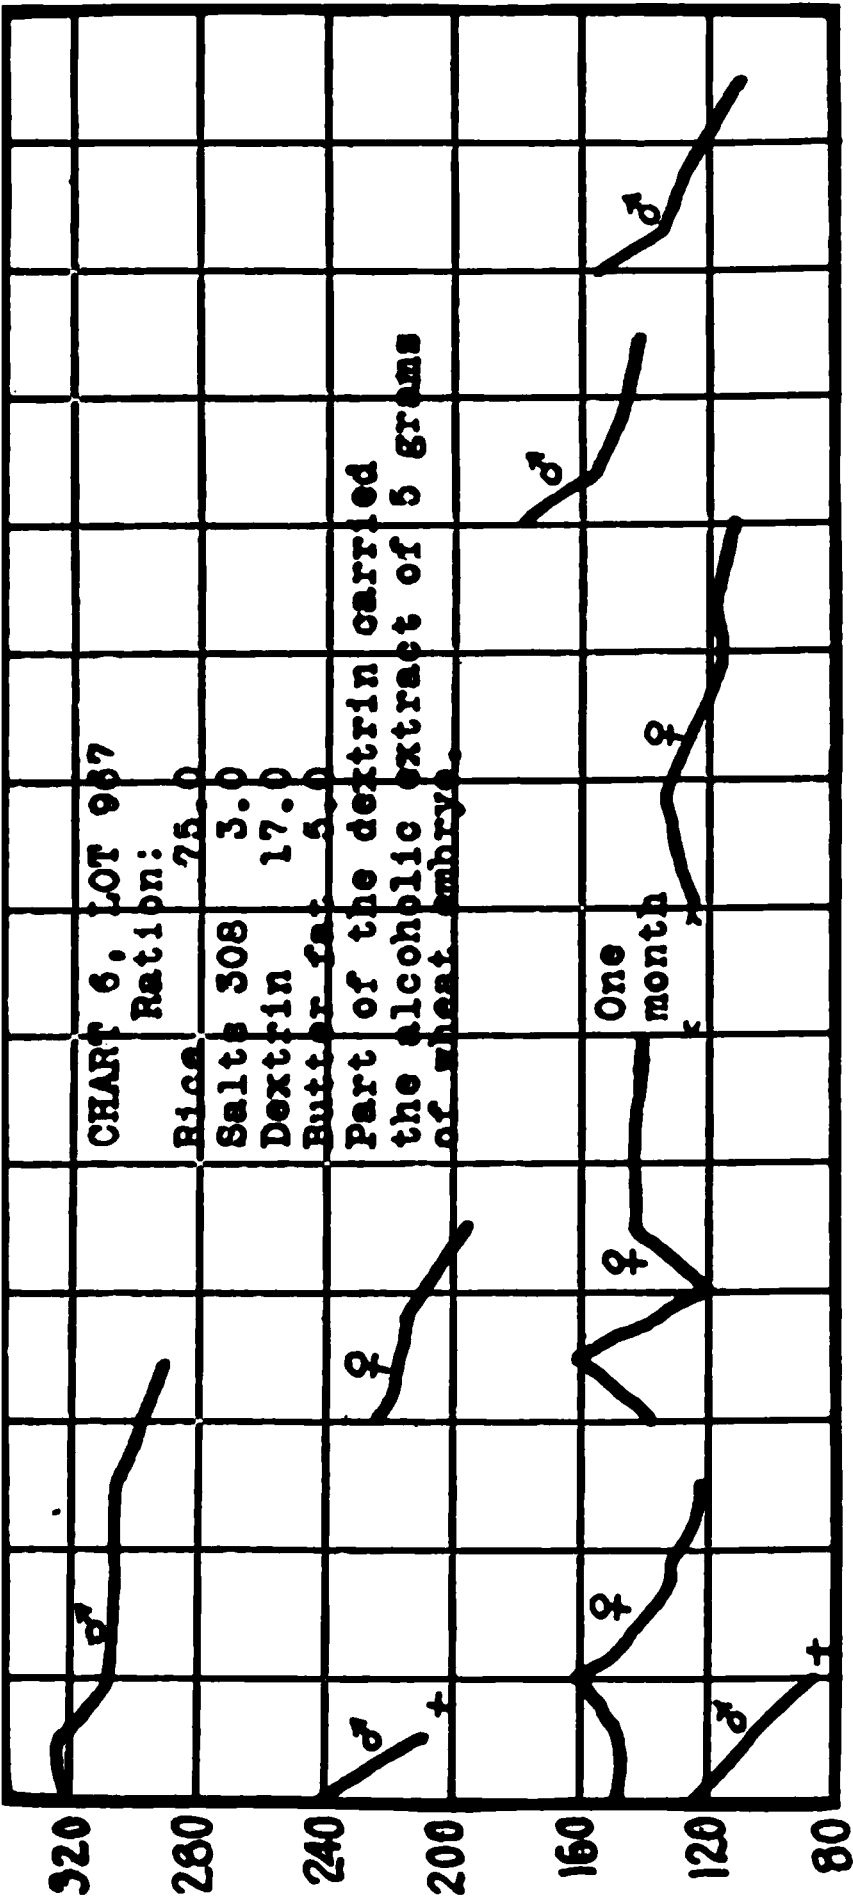 CHART 6, LOT 987
Ration:
Rice 75.0
Salts 308 3.0
Dextrin 17.0
Butter fat 5.0
Part of the dextrin carried
the alcoholic extract of 5 grams
of wheat embryo.
320
280
240
200
160
120
80
♂
♂ +
♀
♂ +
♀
♀
One
month
x x
♀
♂
♂